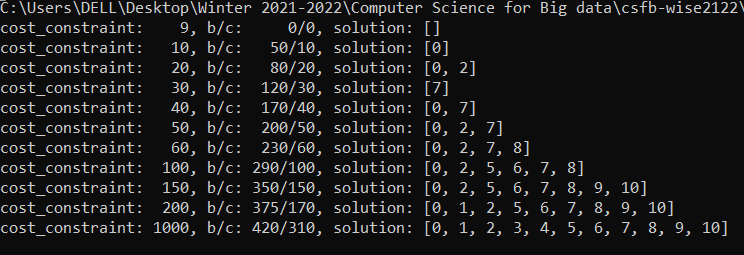 C:\Users\DELL\Desktop\Winter 2021-2022\Computer Science for Big data\csfb-wise2122\
cost_constraint:    9, b/c:     0/0, solution: []
cost_constraint:   10, b/c:    50/10, solution: [0]
cost_constraint:   20, b/c:    80/20, solution: [0, 2]
cost_constraint:   30, b/c:   120/30, solution: [7]
cost_constraint:   40, b/c:   170/40, solution: [0, 7]
cost_constraint:   50, b/c:   200/50, solution: [0, 2, 7]
cost_constraint:   60, b/c:   230/60, solution: [0, 2, 7, 8]
cost_constraint:  100, b/c: 290/100, solution: [0, 2, 5, 6, 7, 8]
cost_constraint:  150, b/c: 350/150, solution: [0, 2, 5, 6, 7, 8, 9, 10]
cost_constraint:  200, b/c: 375/170, solution: [0, 1, 2, 5, 6, 7, 8, 9, 10]
cost_constraint: 1000, b/c: 420/310, solution: [0, 1, 2, 3, 4, 5, 6, 7, 8, 9, 10]